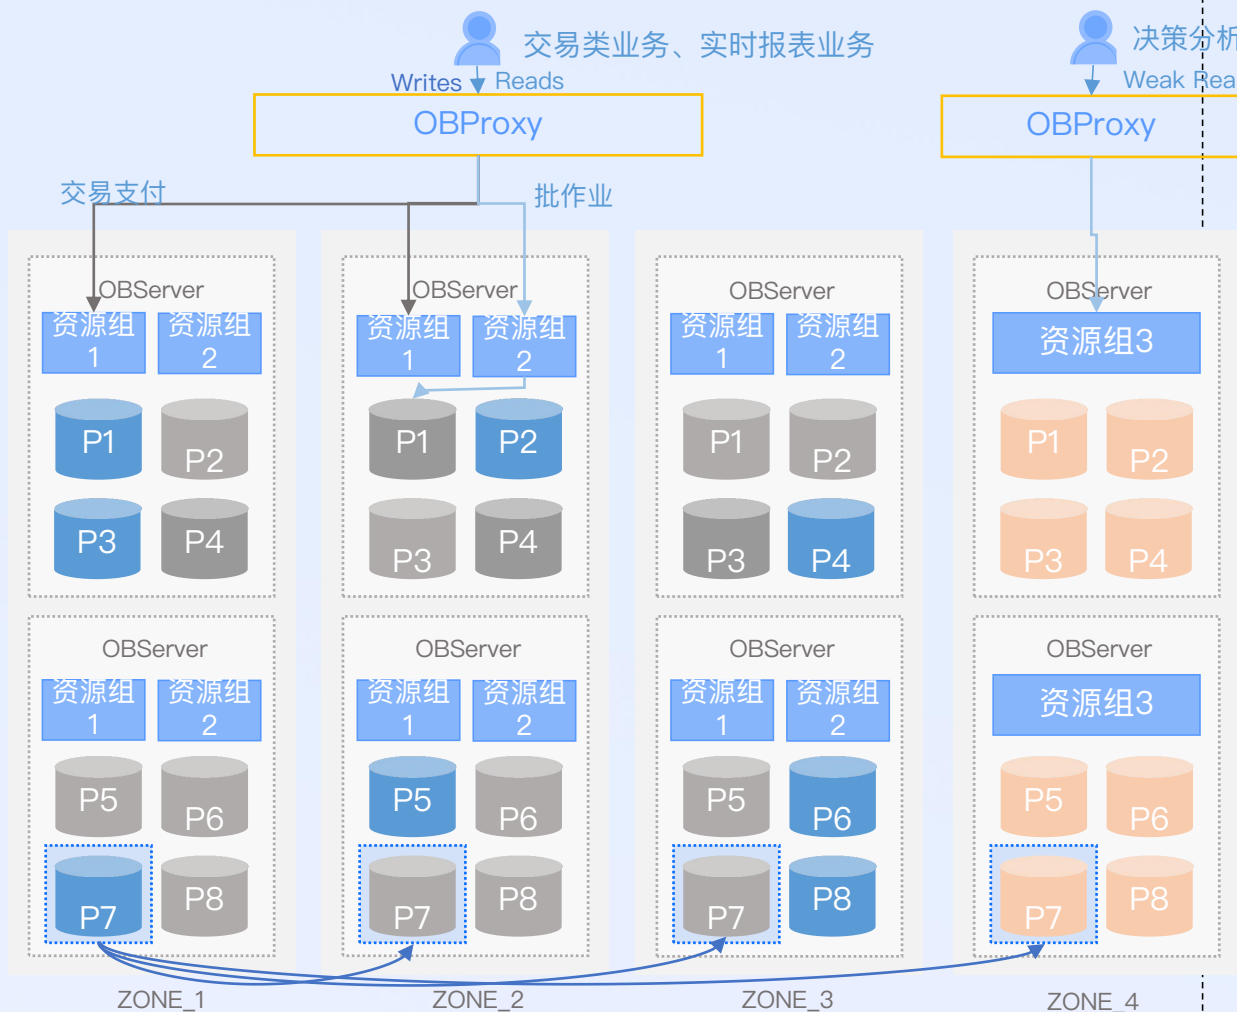 交易类业务、实时报表业务
决策分析
Writes
Reads
Weak Rea
OBProxy
OBProxy
交易支付
批作业
OBServer
OBServer
OBServer
OBServer
资源组
1
资源组
2
资源组
1
资源组
2
资源组
1
资源组
2
资源组3
P1
P2
P1
P2
P1
P2
P1
P2
P3
P4
P3
P4
P3
P4
P3
P4
OBServer
OBServer
OBServer
OBServer
资源组
1
资源组
2
资源组
1
资源组
2
资源组
1
资源组
2
资源组3
P5
P6
P5
P6
P5
P6
P5
P6
P7
P8
P7
P8
P7
P8
P7
P8
ZONE_1
ZONE_2
ZONE_3
ZONE_4